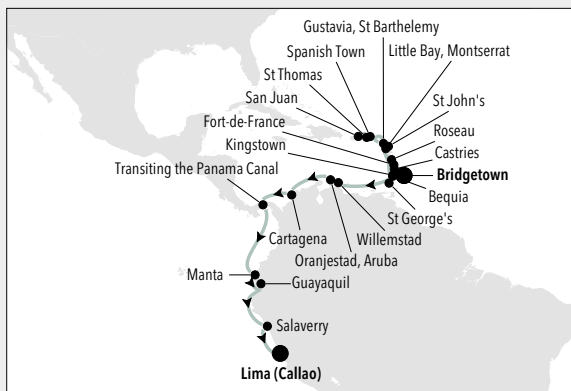 Gustavia, St Barthelemy
Little Bay, Montserrat
Spanish Town
St Thomas
San Juan
St John's
Fort-de-France
Roseau
Kingstown
Castries
Transiting the Panama Canal
Bridgetown
Bequia
St George's
Cartagena
Willemstad
Oranjestad, Aruba
Manta
Guayaquil
Salaverry
Lima (Callao)